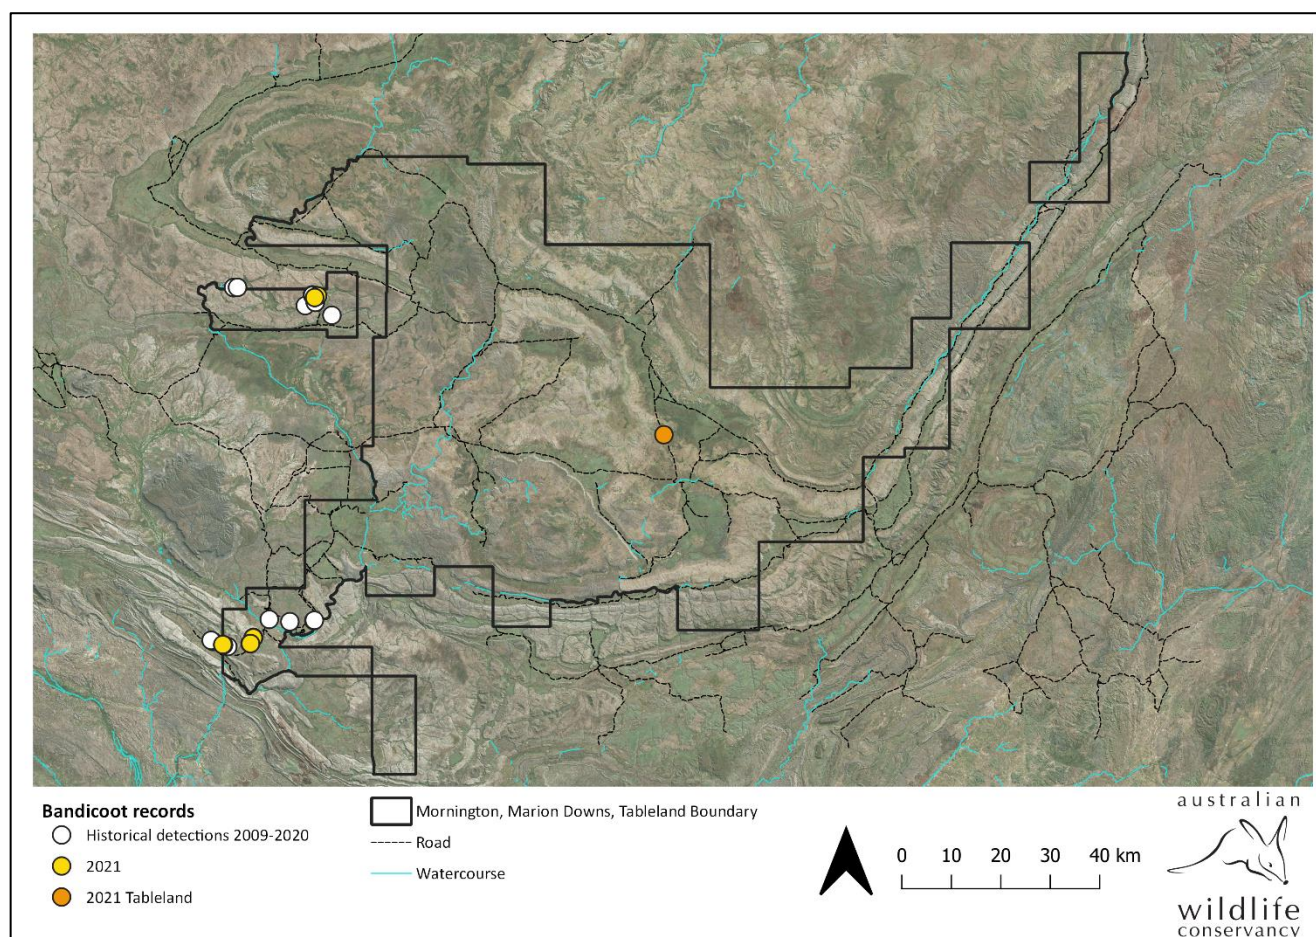 Bandicoot records
Historical detections 2009-2020
2021
2021 Tableland
Mornington, Marion Downs, Tableland Boundary
Road
Watercourse
0 10 20 30 40 km
australian
wildlife
conservancy